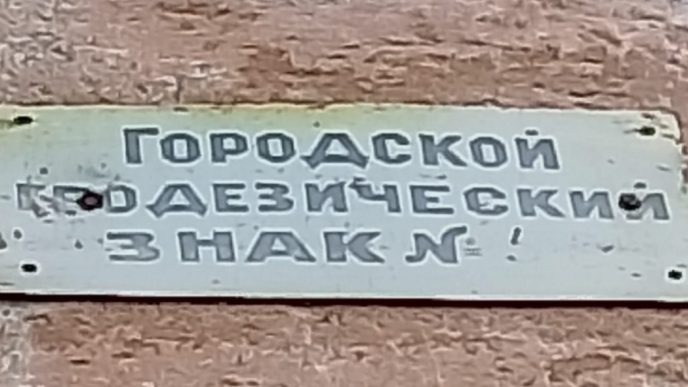 Городской
геодезический
знак №